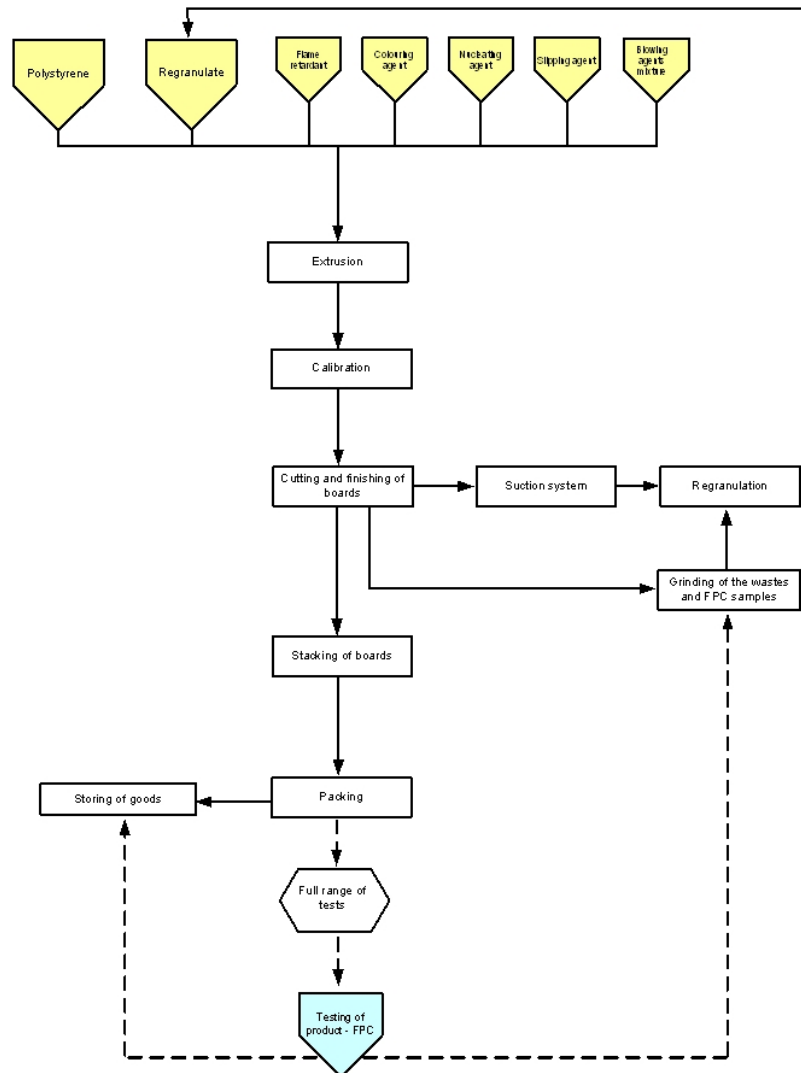 Polystyrene
Regranulate
Flame
retardant
Colouring
agent
Nucleating
agent
Slipping agent
Blowing
agents
mixture
Extrusion
Calibration
Cutting and finishing of
boards
Suction system
Regranulation
Grinding of the wastes
and FPC samples
Stacking of boards
Storing of goods
Packing
Full range of
tests
Testing of
product - FPC